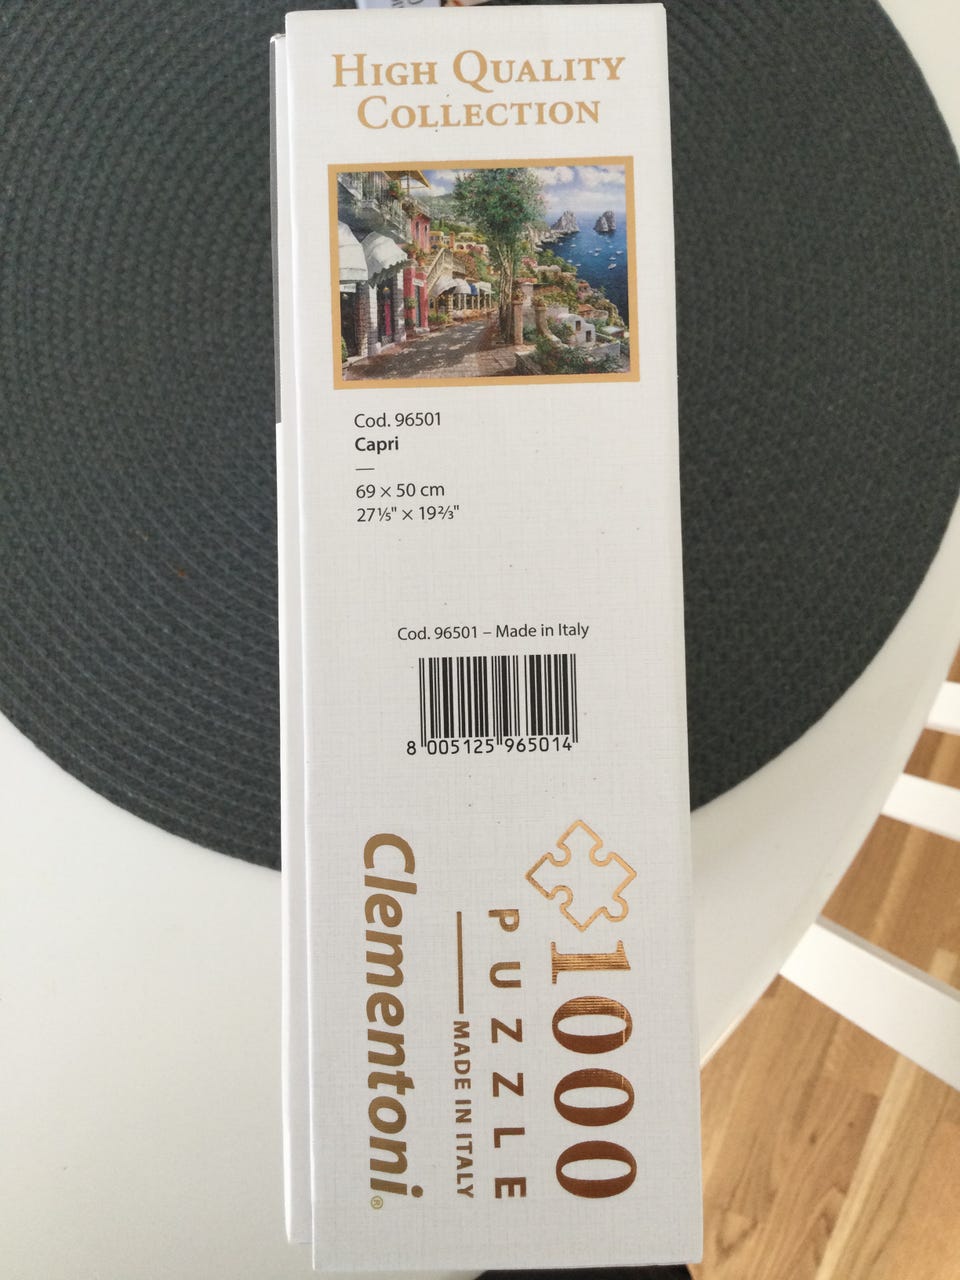 HIGH QUALITY
COLLECTION
Cod. 96501
Capri
69 × 50 cm
27⅕" × 19⅔"
Cod. 96501 – Made in Italy
8 005125 965014
1000
PUZZLE
MADE IN ITALY
Clementoni®